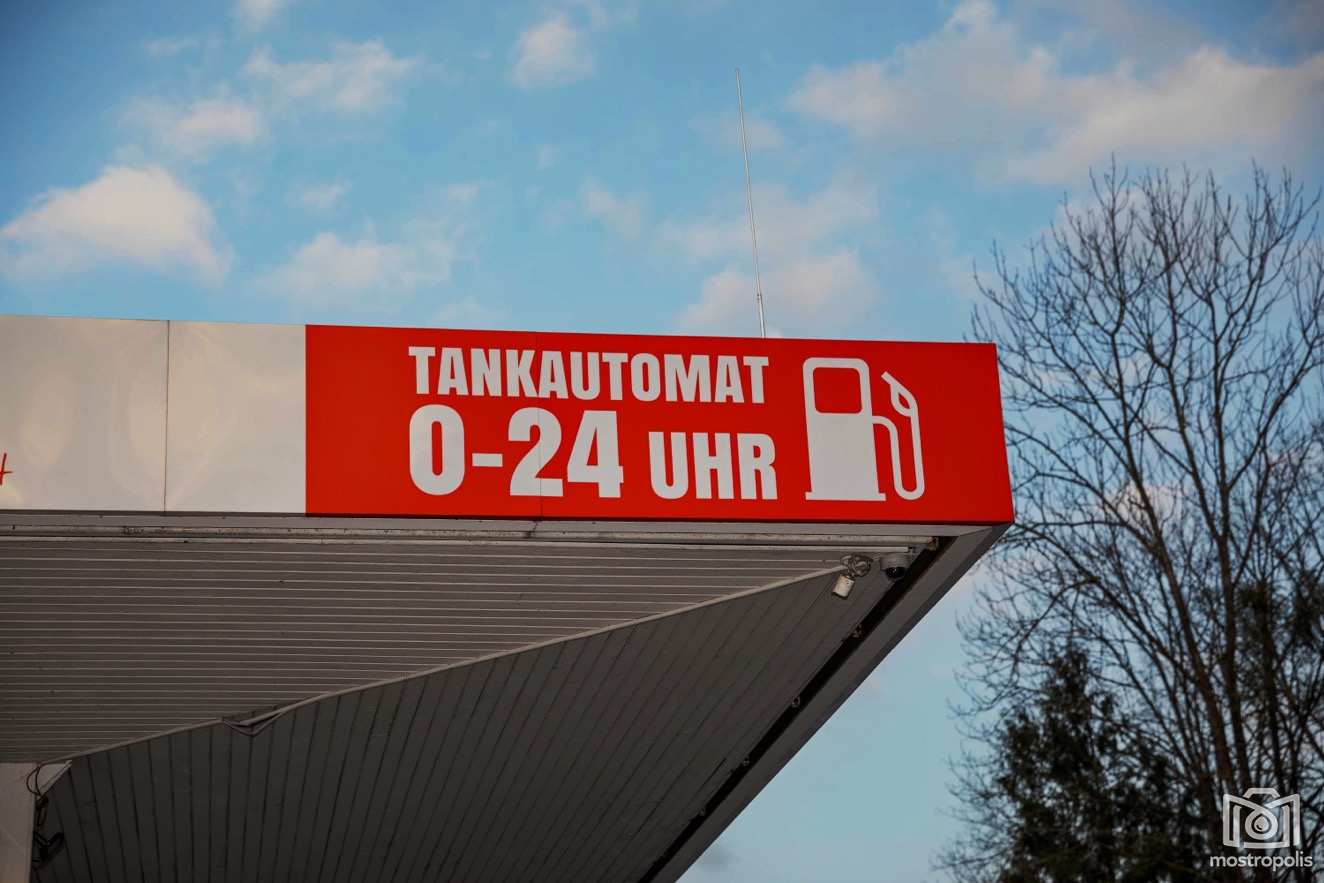 TANKAUTOMAT
0-24 UHR
mostropolis